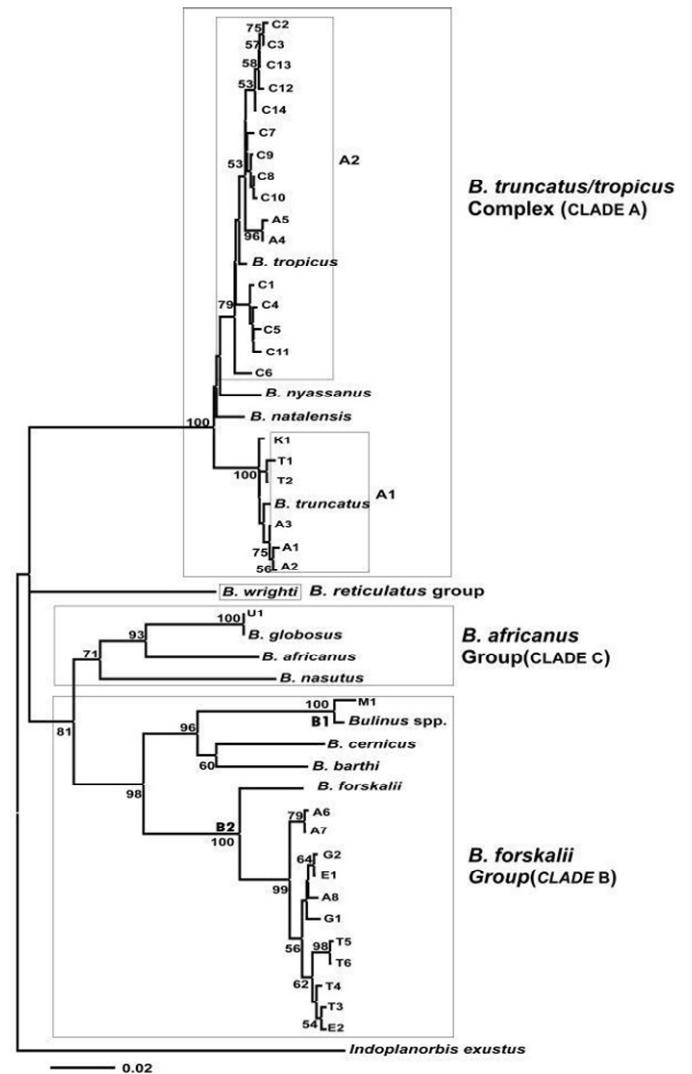 75 C2
57 C3
58 C13
53 C12
C14
C7
53 C9 A2
C8
C10
A5
96 A4
B. tropicus
C1
79 C4
C5
C11
C6
B. truncatus/tropicus
Complex (CLADE A)
B. nyassanus
100 B. natalensis
K1
100 T1
T2
B. truncatus A1
A3
75 A1
56 A2
B. wrighti B. reticulatus group
100 U1
93 B. globosus
71 B. africanus
B. nasutus
81
B. africanus
Group(CLADE C)
100 M1
B1 Bulinus spp.
96 B. cernicus
60 B. barthi
98
B. forskalii
B2
100
79 A6
A7
64 G2
E1
99 A8
G1
56 98 T5
T6
62 T4
T3
54 E2
B. forskalii
Group(CLADE B)
Indoplanorbis exustus
0.02